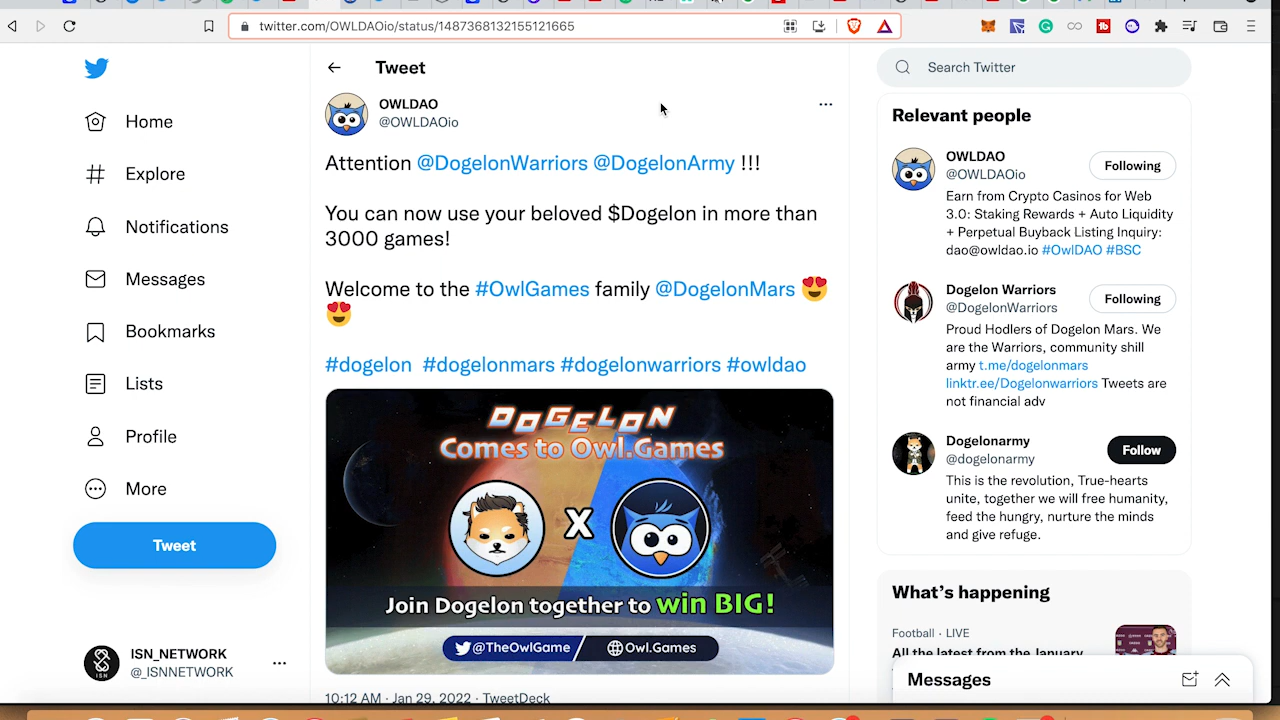 twitter.com/OWLDAOio/status/1487368132155121665
Home
Explore
Notifications
Messages
Bookmarks
Lists
Profile
More
Tweet
ISN_NETWORK
@_ISNNETWORK
Tweet
OWLDAO
@OWLDAOio
Attention @DogelonWarriors @DogelonArmy !!!
You can now use your beloved $Dogelon in more than
3000 games!
Welcome to the #OwlGames family @DogelonMars 😍
😍
#dogelon #dogelonmars #dogelonwarriors #owldao
DOGELON
Comes to Owl.Games
X
Join Dogelon together to win BIG!
@TheOwlGame / Owl.Games
10:12 AM · Jan 29, 2022 · TweetDeck
Search Twitter
Relevant people
OWLDAO
@OWLDAOio
Following
Earn from Crypto Casinos for Web
3.0: Staking Rewards + Auto Liquidity
+ Perpetual Buyback Listing Inquiry:
dao@owldao.io #OwlDAO #BSC
Dogelon Warriors
@DogelonWarriors
Following
Proud Hodlers of Dogelon Mars. We
are the Warriors, community shill
army t.me/dogelonmars
linktr.ee/Dogelonwarriors Tweets are
not financial adv
Dogelonarmy
@dogelonarmy
Follow
This is the revolution, True-hearts
unite, together we will free humanity,
feed the hungry, nurture the minds
and give refuge.
What's happening
Football · LIVE
All the latest from the January
Messages